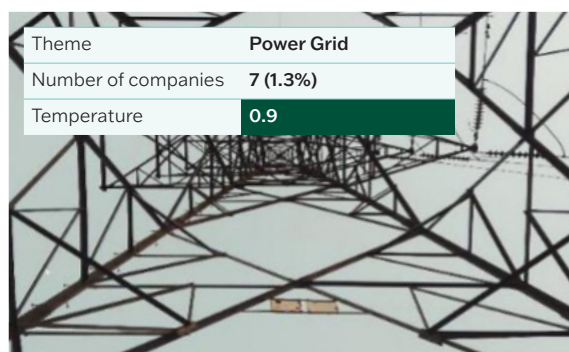 Theme Power Grid
Number of companies 7 (1.3%)
Temperature 0.9